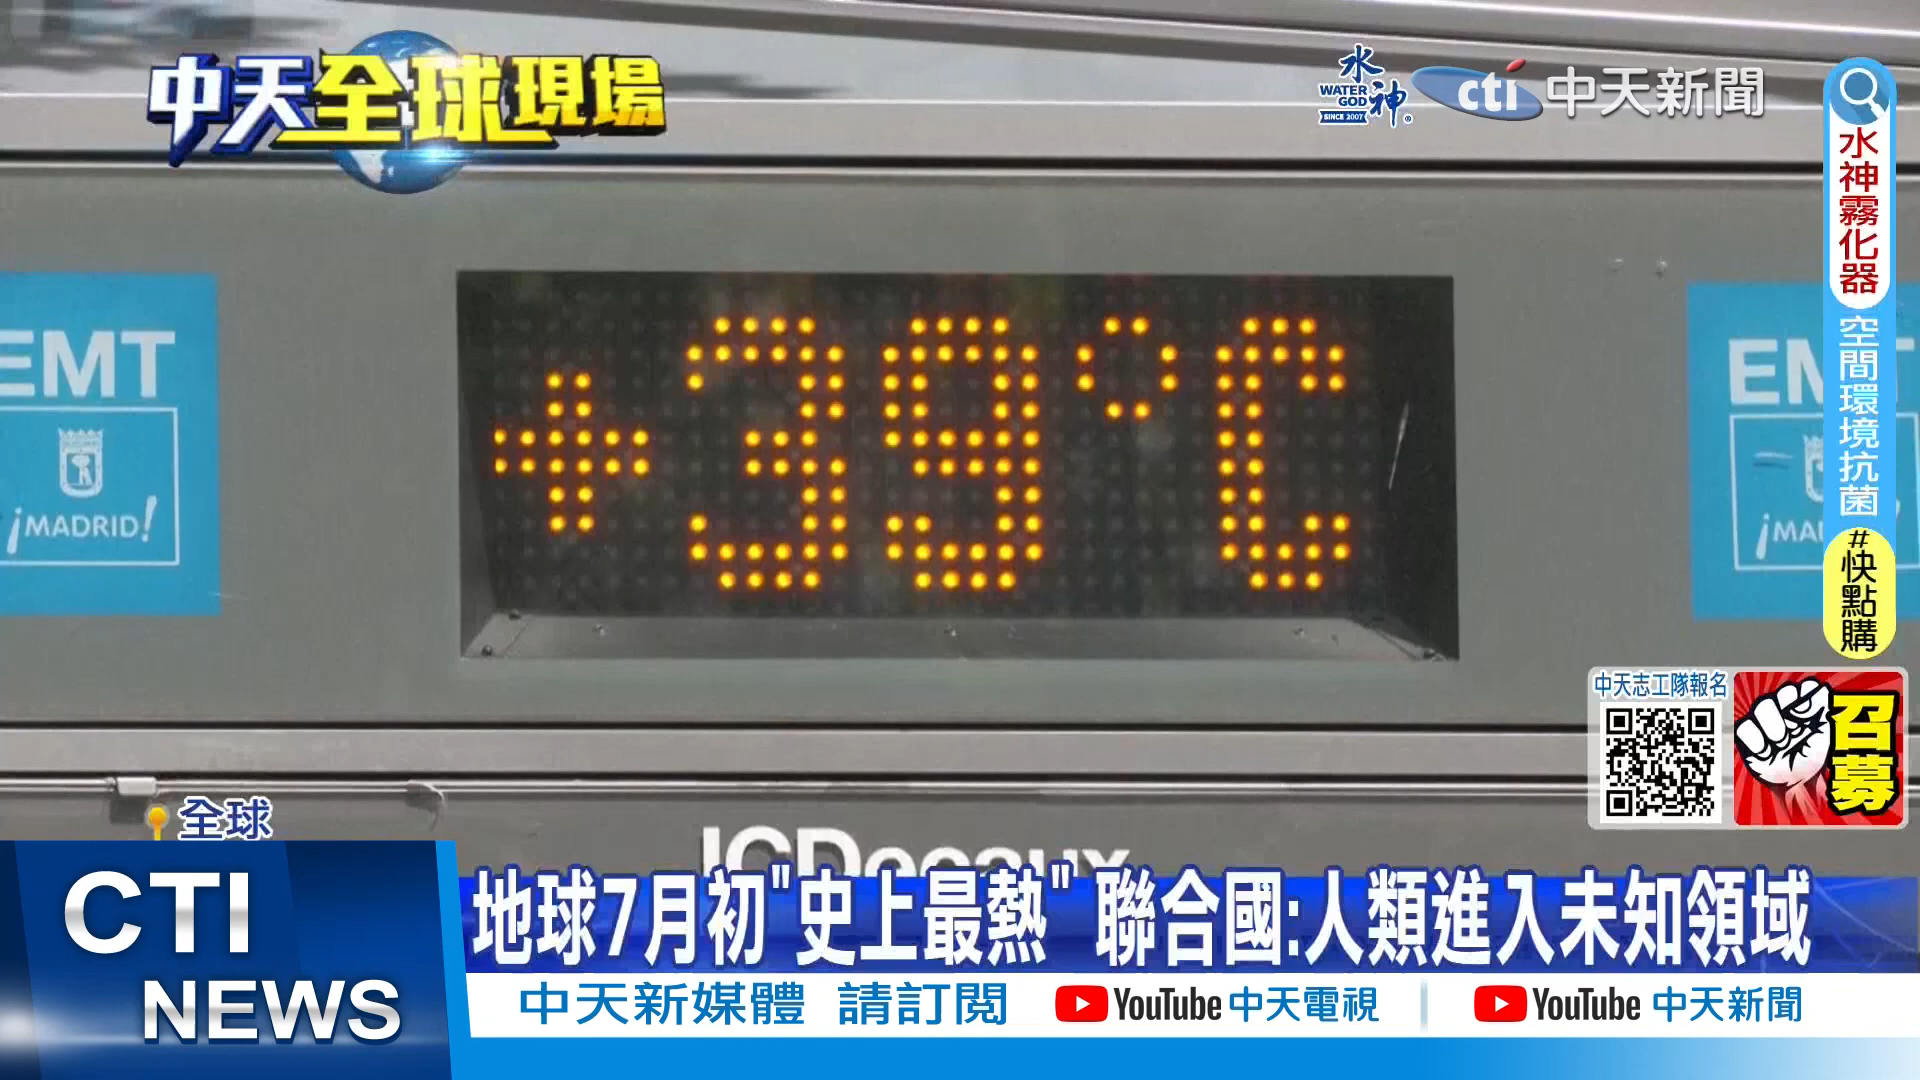 中天全球現場
水神
WATER GOD
SINCE 2007
cti 中天新聞
水神霧化器
空間環境抗菌
#快點購
EMT
¡MADRID!
+39°C
EM
¡MA
中天志工隊報名
召募
全球
JCDecaux
CTI NEWS
地球7月初"史上最熱" 聯合國:人類進入未知領域
中天新媒體 請訂閱 YouTube 中天電視 YouTube 中天新聞